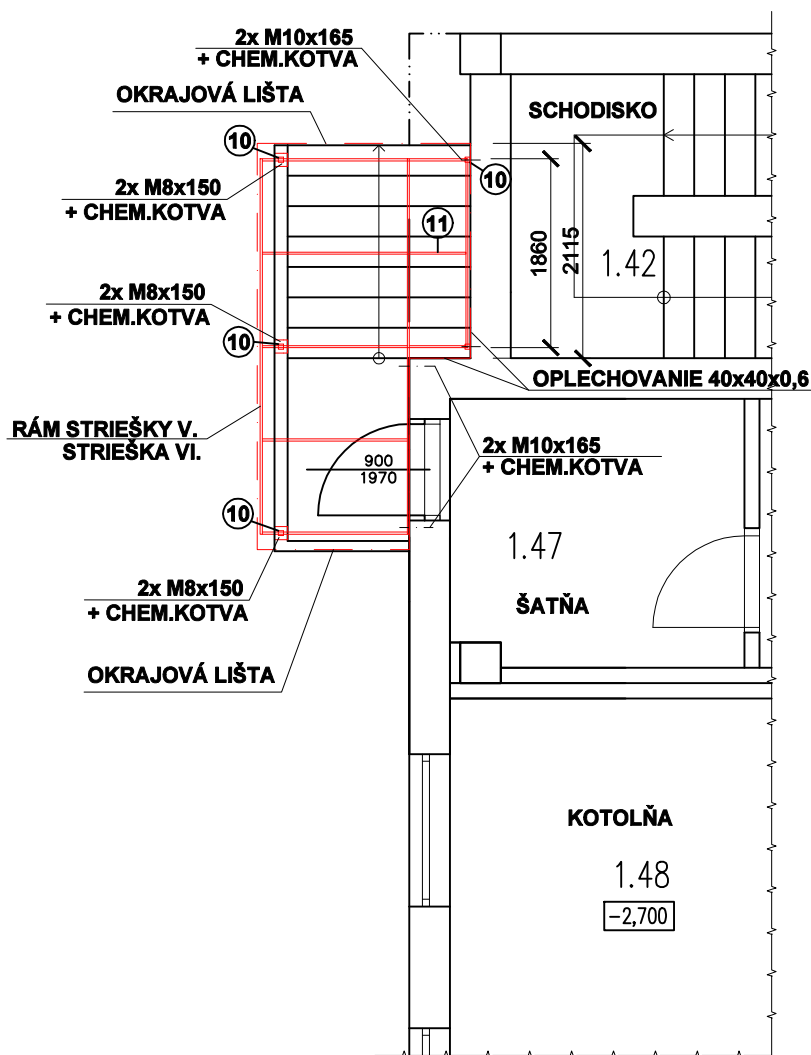 2x M10x165
+ CHEM.KOTVA
OKRAJOVÁ LIŠTA
SCHODISKO
10
2x M8x150
+ CHEM.KOTVA
10
11
1860
2115
1.42
2x M8x150
+ CHEM.KOTVA
10
OPLECHOVANIE 40x40x0,6
RÁM STRIEŠKY V.
STRIEŠKA VI.
2x M10x165
+ CHEM.KOTVA
900
1970
10
1.47
2x M8x150
+ CHEM.KOTVA
ŠATŇA
OKRAJOVÁ LIŠTA
KOTOLŇA
1.48
-2,700